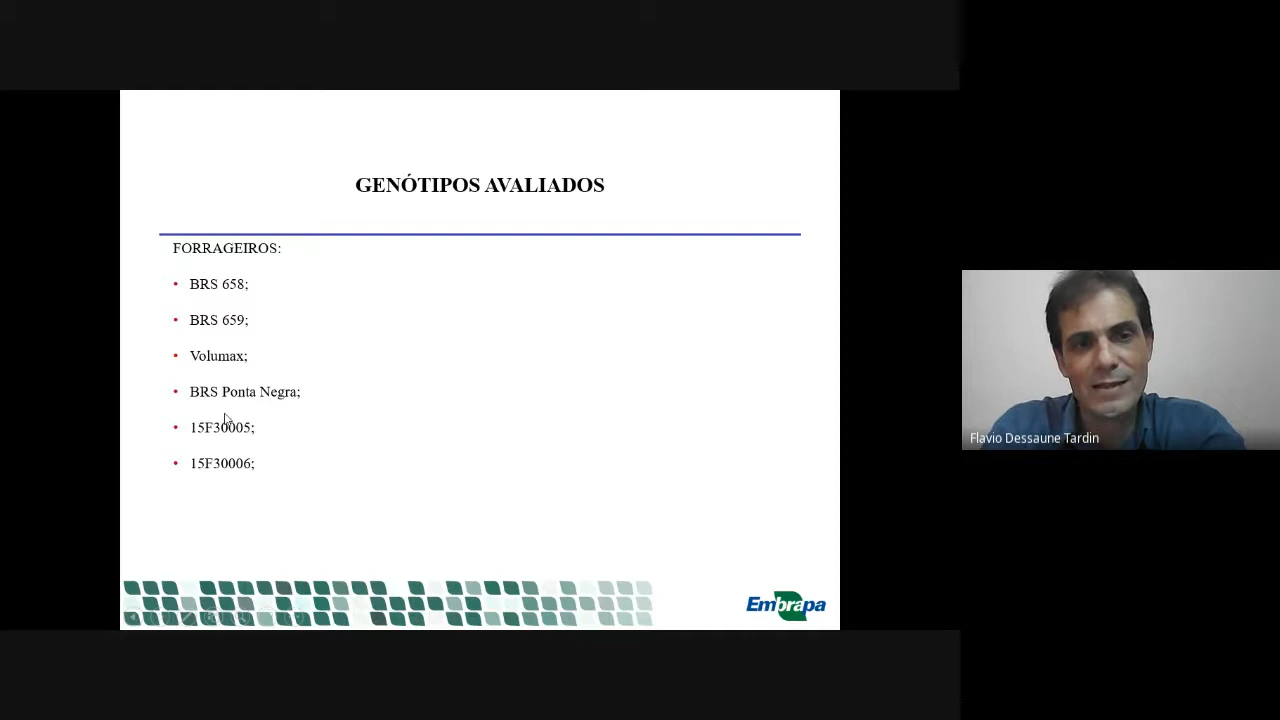 GENÓTIPOS AVALIADOS
FORRAGEIROS:
• BRS 658;
• BRS 659;
• Volumax;
• BRS Ponta Negra;
• 15F30005;
• 15F30006;
Embrapa
Flavio Dessaune Tardin